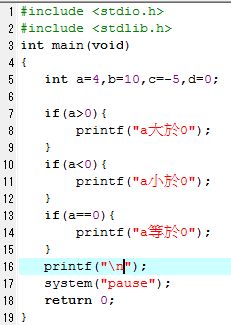 1 #include <stdio.h>
2 #include <stdlib.h>
3 int main(void)
4 {
5     int a=4,b=10,c=-5,d=0;
6
7     if(a>0){
8         printf("a大於0");
9     }
10     if(a<0){
11         printf("a小於0");
12     }
13     if(a==0){
14         printf("a等於0");
15     }
16     printf("\n");
17     system("pause");
18     return 0;
19 }